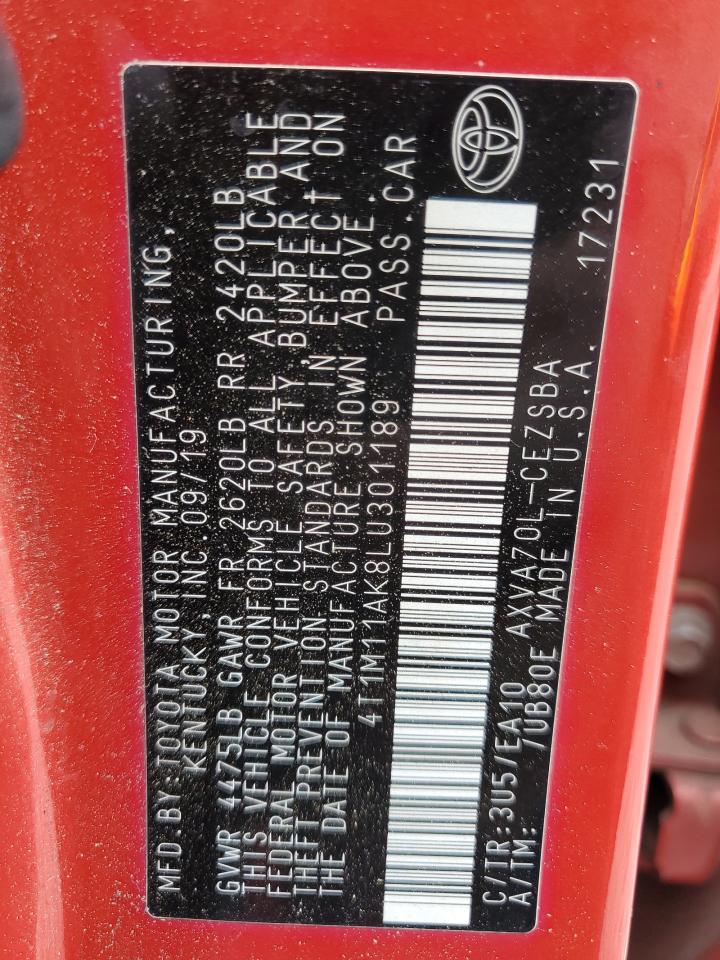 MFD.BY:TOYOTA MOTOR MANUFACTURING,
KENTUCKY,INC.09/19
GVWR 4475LB GAWR FR 2620LB RR 2420LB
THIS VEHICLE CONFORMS TO ALL APPLICABLE
FEDERAL MOTOR VEHICLE SAFETY,BUMPER AND
THEFT PREVENTION STANDARDS IN EFFECT ON
THE DATE OF MANUFACTURE SHOWN ABOVE.
4T1M11AK8LU301189 PASS.CAR
C/TR:3U5/EA10 AXVA70L-CEZSBA
A/TM: /UB80E MADE IN U.S.A. 17231